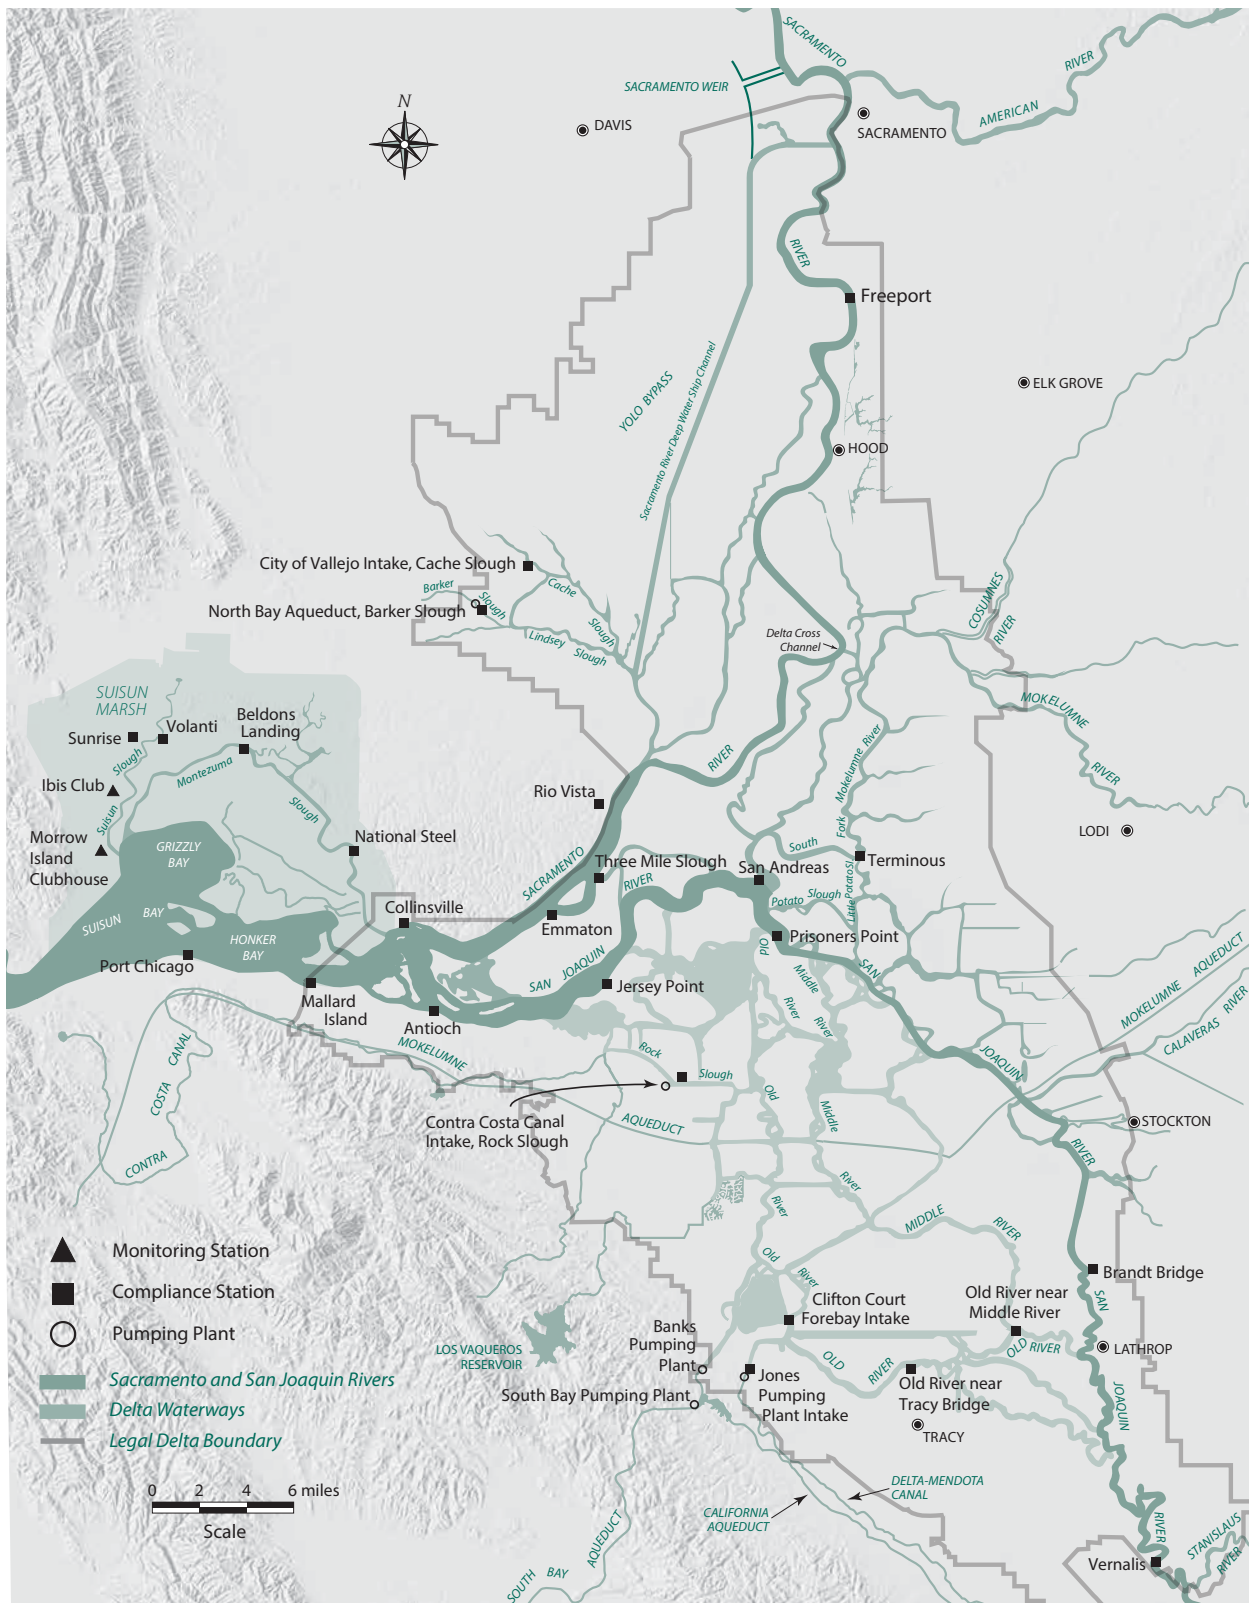 SACRAMENTO
RIVER
SACRAMENTO WEIR
AMERICAN
N
DAVIS
SACRAMENTO
RIVER
Freeport
YOLO BYPASS
Sacramento River Deep Water Ship Channel
ELK GROVE
HOOD
City of Vallejo Intake, Cache Slough
Barker
Slough
Cache
Slough
North Bay Aqueduct, Barker Slough
Lindsey
Slough
COSUMNES
RIVER
Delta Cross
Channel
SUISUN
MARSH
Beldons
Landing
Volanti
Sunrise
Slough
Montezuma
Slough
Ibis Club
Suisun
MOKELUMNE
RIVER
RIVER
Mokelumne River
Fork
South
Rio Vista
LODI
Morrow
Island
Clubhouse
GRIZZLY
BAY
National Steel
SACRAMENTO
Three Mile Slough
RIVER
San Andreas
Terminous
Potato Slough
Little Potato Sl.
SUISUN BAY
HONKER
BAY
Collinsville
Emmaton
Prisoners Point
Port Chicago
SAN JOAQUIN
Old
Middle
SAN
Mallard
Island
Antioch
Jersey Point
River
River
MOKELUMNE AQUEDUCT
CALAVERAS RIVER
COSTA CANAL
CONTRA
MOKELUMNE
Rock
Slough
JOAQUIN
Old
Middle
Contra Costa Canal
Intake, Rock Slough
AQUEDUCT
STOCKTON
RIVER
River
River
MIDDLE
RIVER
Monitoring Station
Compliance Station
Pumping Plant
Old
River
Brandt Bridge
SAN
Clifton Court
Forebay Intake
Old River near
Middle River
Banks
Pumping
Plant
LOS VAQUEROS
RESERVOIR
OLD RIVER
LATHROP
OLD
RIVER
South Bay Pumping Plant
Jones
Pumping
Plant Intake
Old River near
Tracy Bridge
JOAQUIN
TRACY
Sacramento and San Joaquin Rivers
Delta Waterways
Legal Delta Boundary
0 2 4 6 miles
Scale
DELTA-MENDOTA
CANAL
CALIFORNIA
AQUEDUCT
SOUTH BAY AQUEDUCT
RIVER
STANISLAUS
RIVER
Vernalis